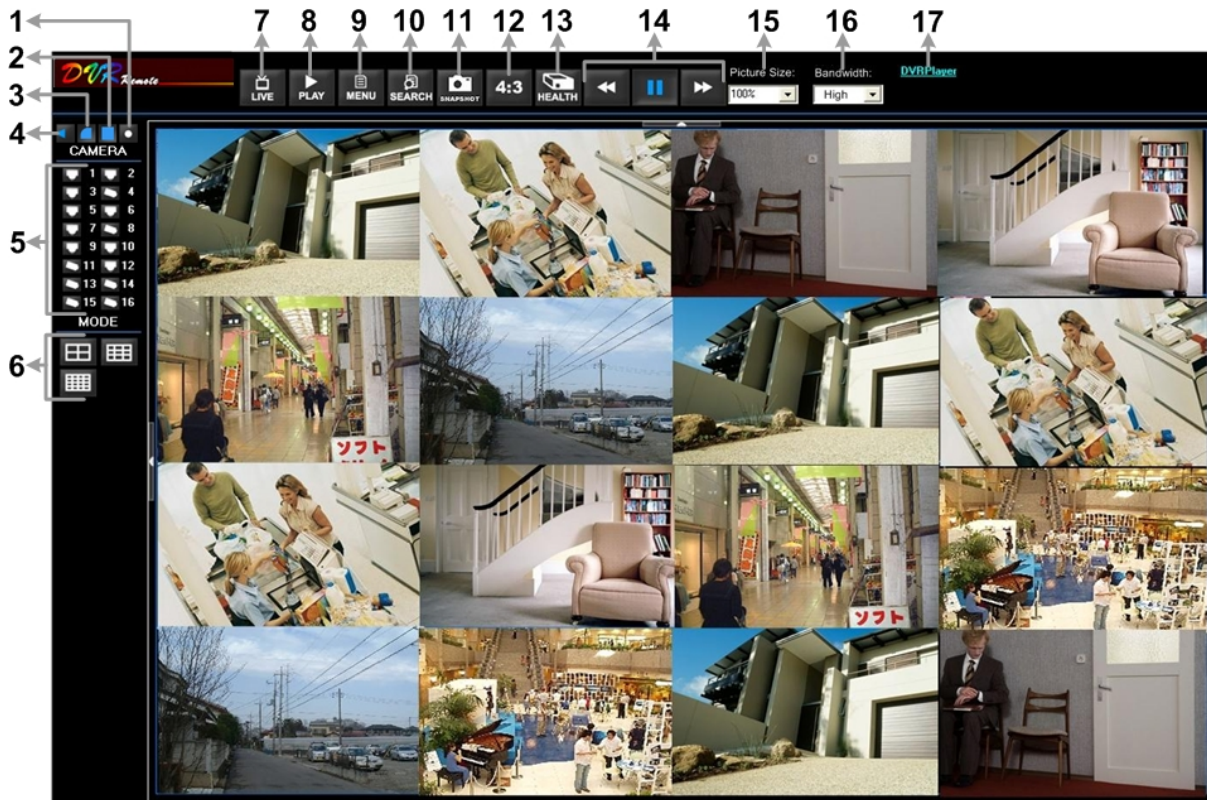 1
2
3
4
5
6
7 8 9 10 11 12 13 14 15 16 17
DVR Remote
LIVE PLAY MENU SEARCH SNAPSHOT 4:3 HEALTH
Picture Size:
100%
Bandwidth:
High
DVRPlayer
CAMERA
1 2
3 4
5 6
7 8
9 10
11 12
13 14
15 16
MODE
ソフト
ソフト